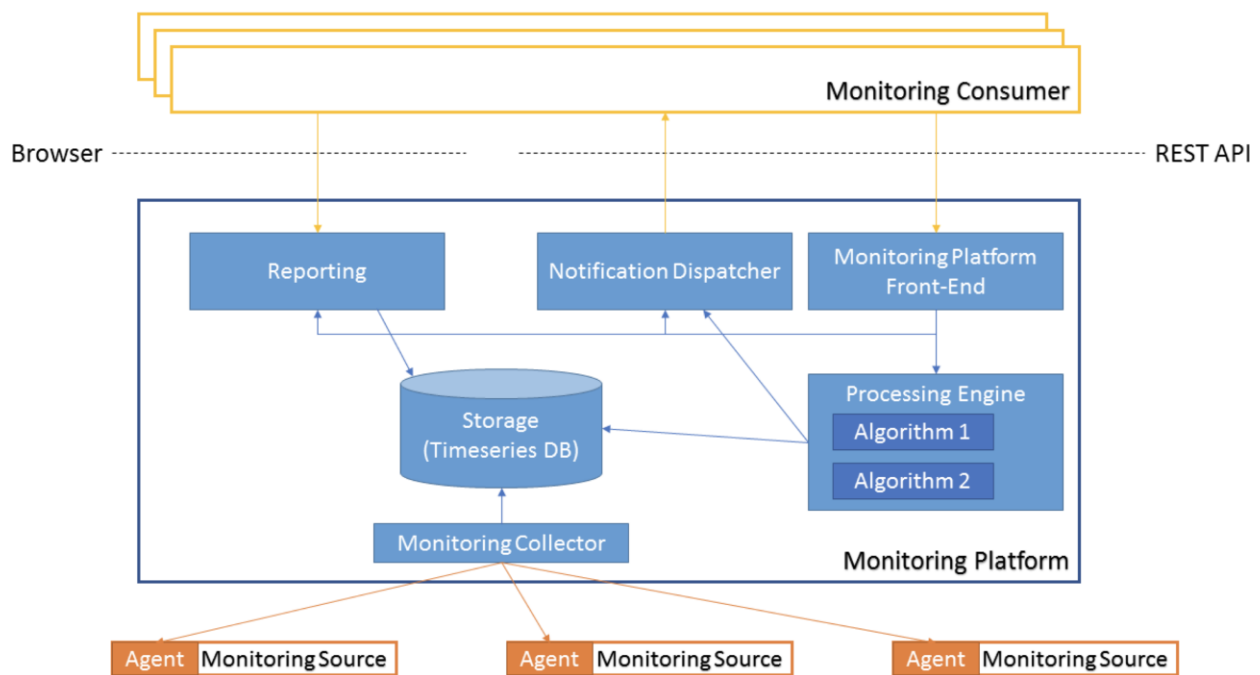 Monitoring Consumer
Browser
REST API
Reporting
Notification Dispatcher
Monitoring Platform
Front-End
Processing Engine
Algorithm 1
Algorithm 2
Storage
(Timeseries DB)
Monitoring Collector
Monitoring Platform
Agent Monitoring Source
Agent Monitoring Source
Agent Monitoring Source